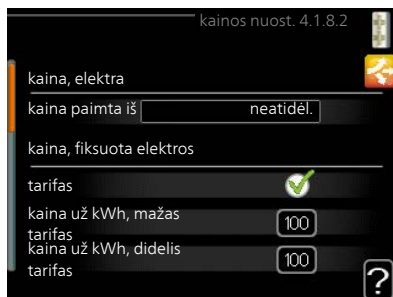 kainos nuost. 4.1.8.2
kaina, elektra
kaina paimta iš neatidėl.
kaina, fiksuota elektros
tarifas
kaina už kWh, mažas
tarifas
100
kaina už kWh, didelis
tarifas
100
?